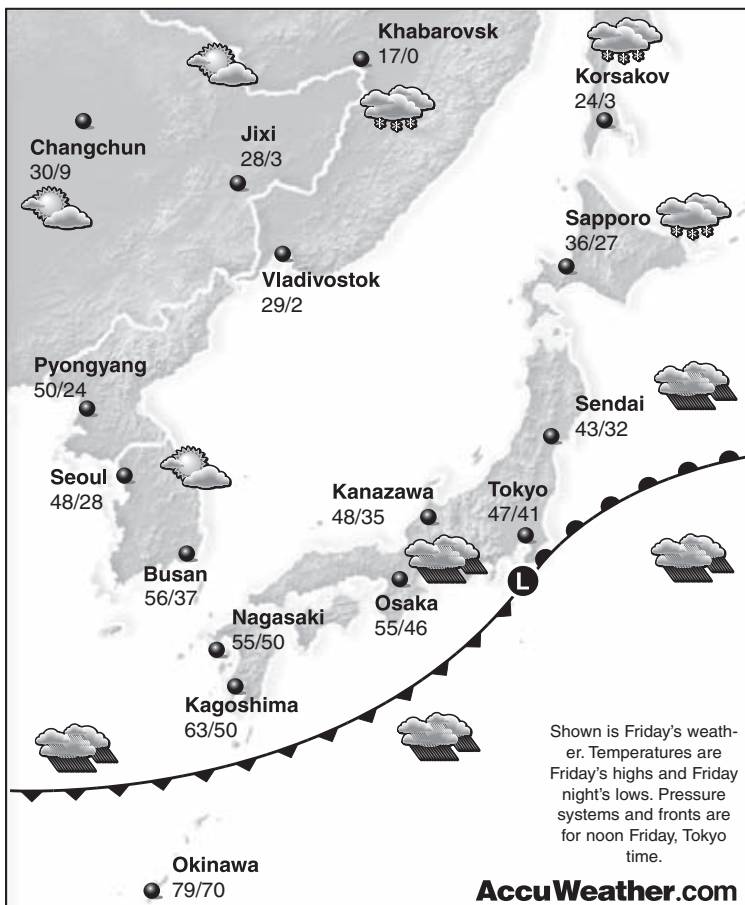 Khabarovsk
17/0
Korsakov
24/3
Changchun
30/9
Jixi
28/3
Sapporo
36/27
Vladivostok
29/2
Pyongyang
50/24
Sendai
43/32
Seoul
48/28
Kanazawa
48/35
Tokyo
47/41
Busan
56/37
L
Osaka
55/46
Nagasaki
55/50
Kagoshima
63/50
Shown is Friday’s weath-
er. Temperatures are
Friday’s highs and Friday
night’s lows. Pressure
systems and fronts are
for noon Friday, Tokyo
time.
Okinawa
79/70
AccuWeather.com